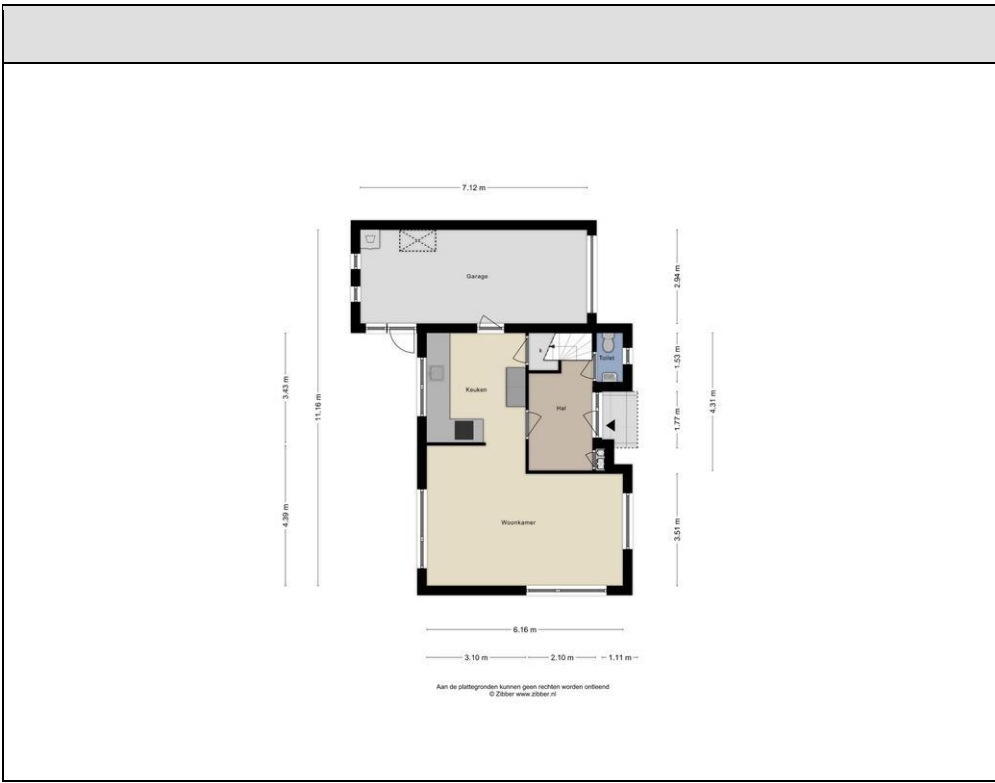 7.12 m
Garage
2.94 m
11.16 m
3.43 m
4.39 m
Keuken
k
Toilet
Hal
1.53 m
1.77 m
4.31 m
3.51 m
Woonkamer
6.16 m
3.10 m
2.10 m
1.11 m
Aan de plattegronden kunnen geen rechten worden ontleend
© Zibber www.zibber.nl